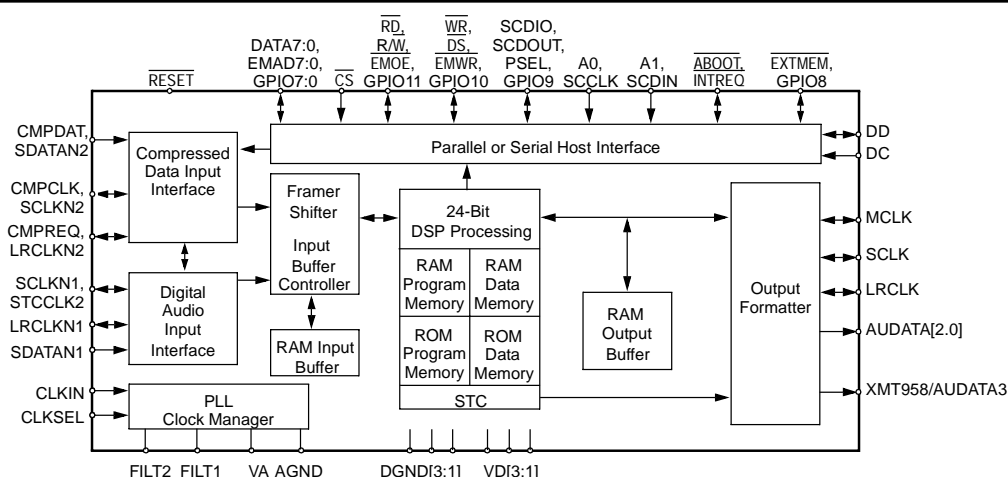 RD,
WR,
SCDIO,
DATA7:0,
R/W,
DS,
SCDOUT,
EMAD7:0,
EMOE,
EMWR,
PSEL,
A0,
A1,
ABOOT,
EXTMEM,
RESET
GPIO7:0
CS
GPIO11
GPIO10
GPIO9
SCCLK
SCDIN
INTREQ
GPIO8
CMPDAT,
SDATAN2
CMPCLK,
SCLKN2
CMPREQ,
LRCLKN2
SCLKN1,
STCCLK2
LRCLKN1
SDATAN1
CLKIN
CLKSEL
Compressed
Data Input
Interface
Digital
Audio
Input
Interface
PLL
Clock Manager
Parallel or Serial Host Interface
Framer
Shifter
Input
Buffer
Controller
RAM Input
Buffer
24-Bit
DSP Processing
RAM
Program
Memory
RAM
Data
Memory
ROM
Program
Memory
ROM
Data
Memory
STC
RAM
Output
Buffer
Output
Formatter
DD
DC
MCLK
SCLK
LRCLK
AUDATA[2.0]
XMT958/AUDATA3
FILT2 FILT1 VA AGND DGND[3:1] VD[3:1]